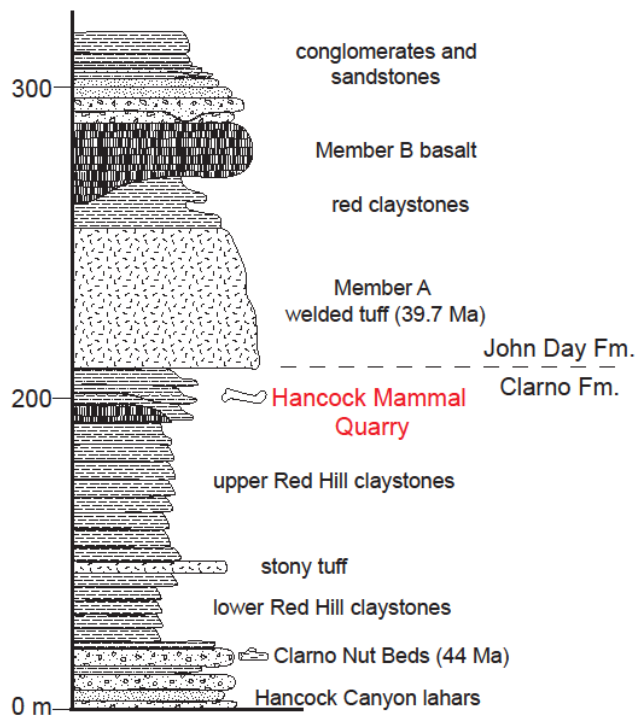 conglomerates and
sandstones
300
Member B basalt
red claystones
Member A
welded tuff (39.7 Ma)
John Day Fm.
Clarno Fm.
200
Hancock Mammal
Quarry
upper Red Hill claystones
stony tuff
lower Red Hill claystones
Clarno Nut Beds (44 Ma)
Hancock Canyon lahars
0 m